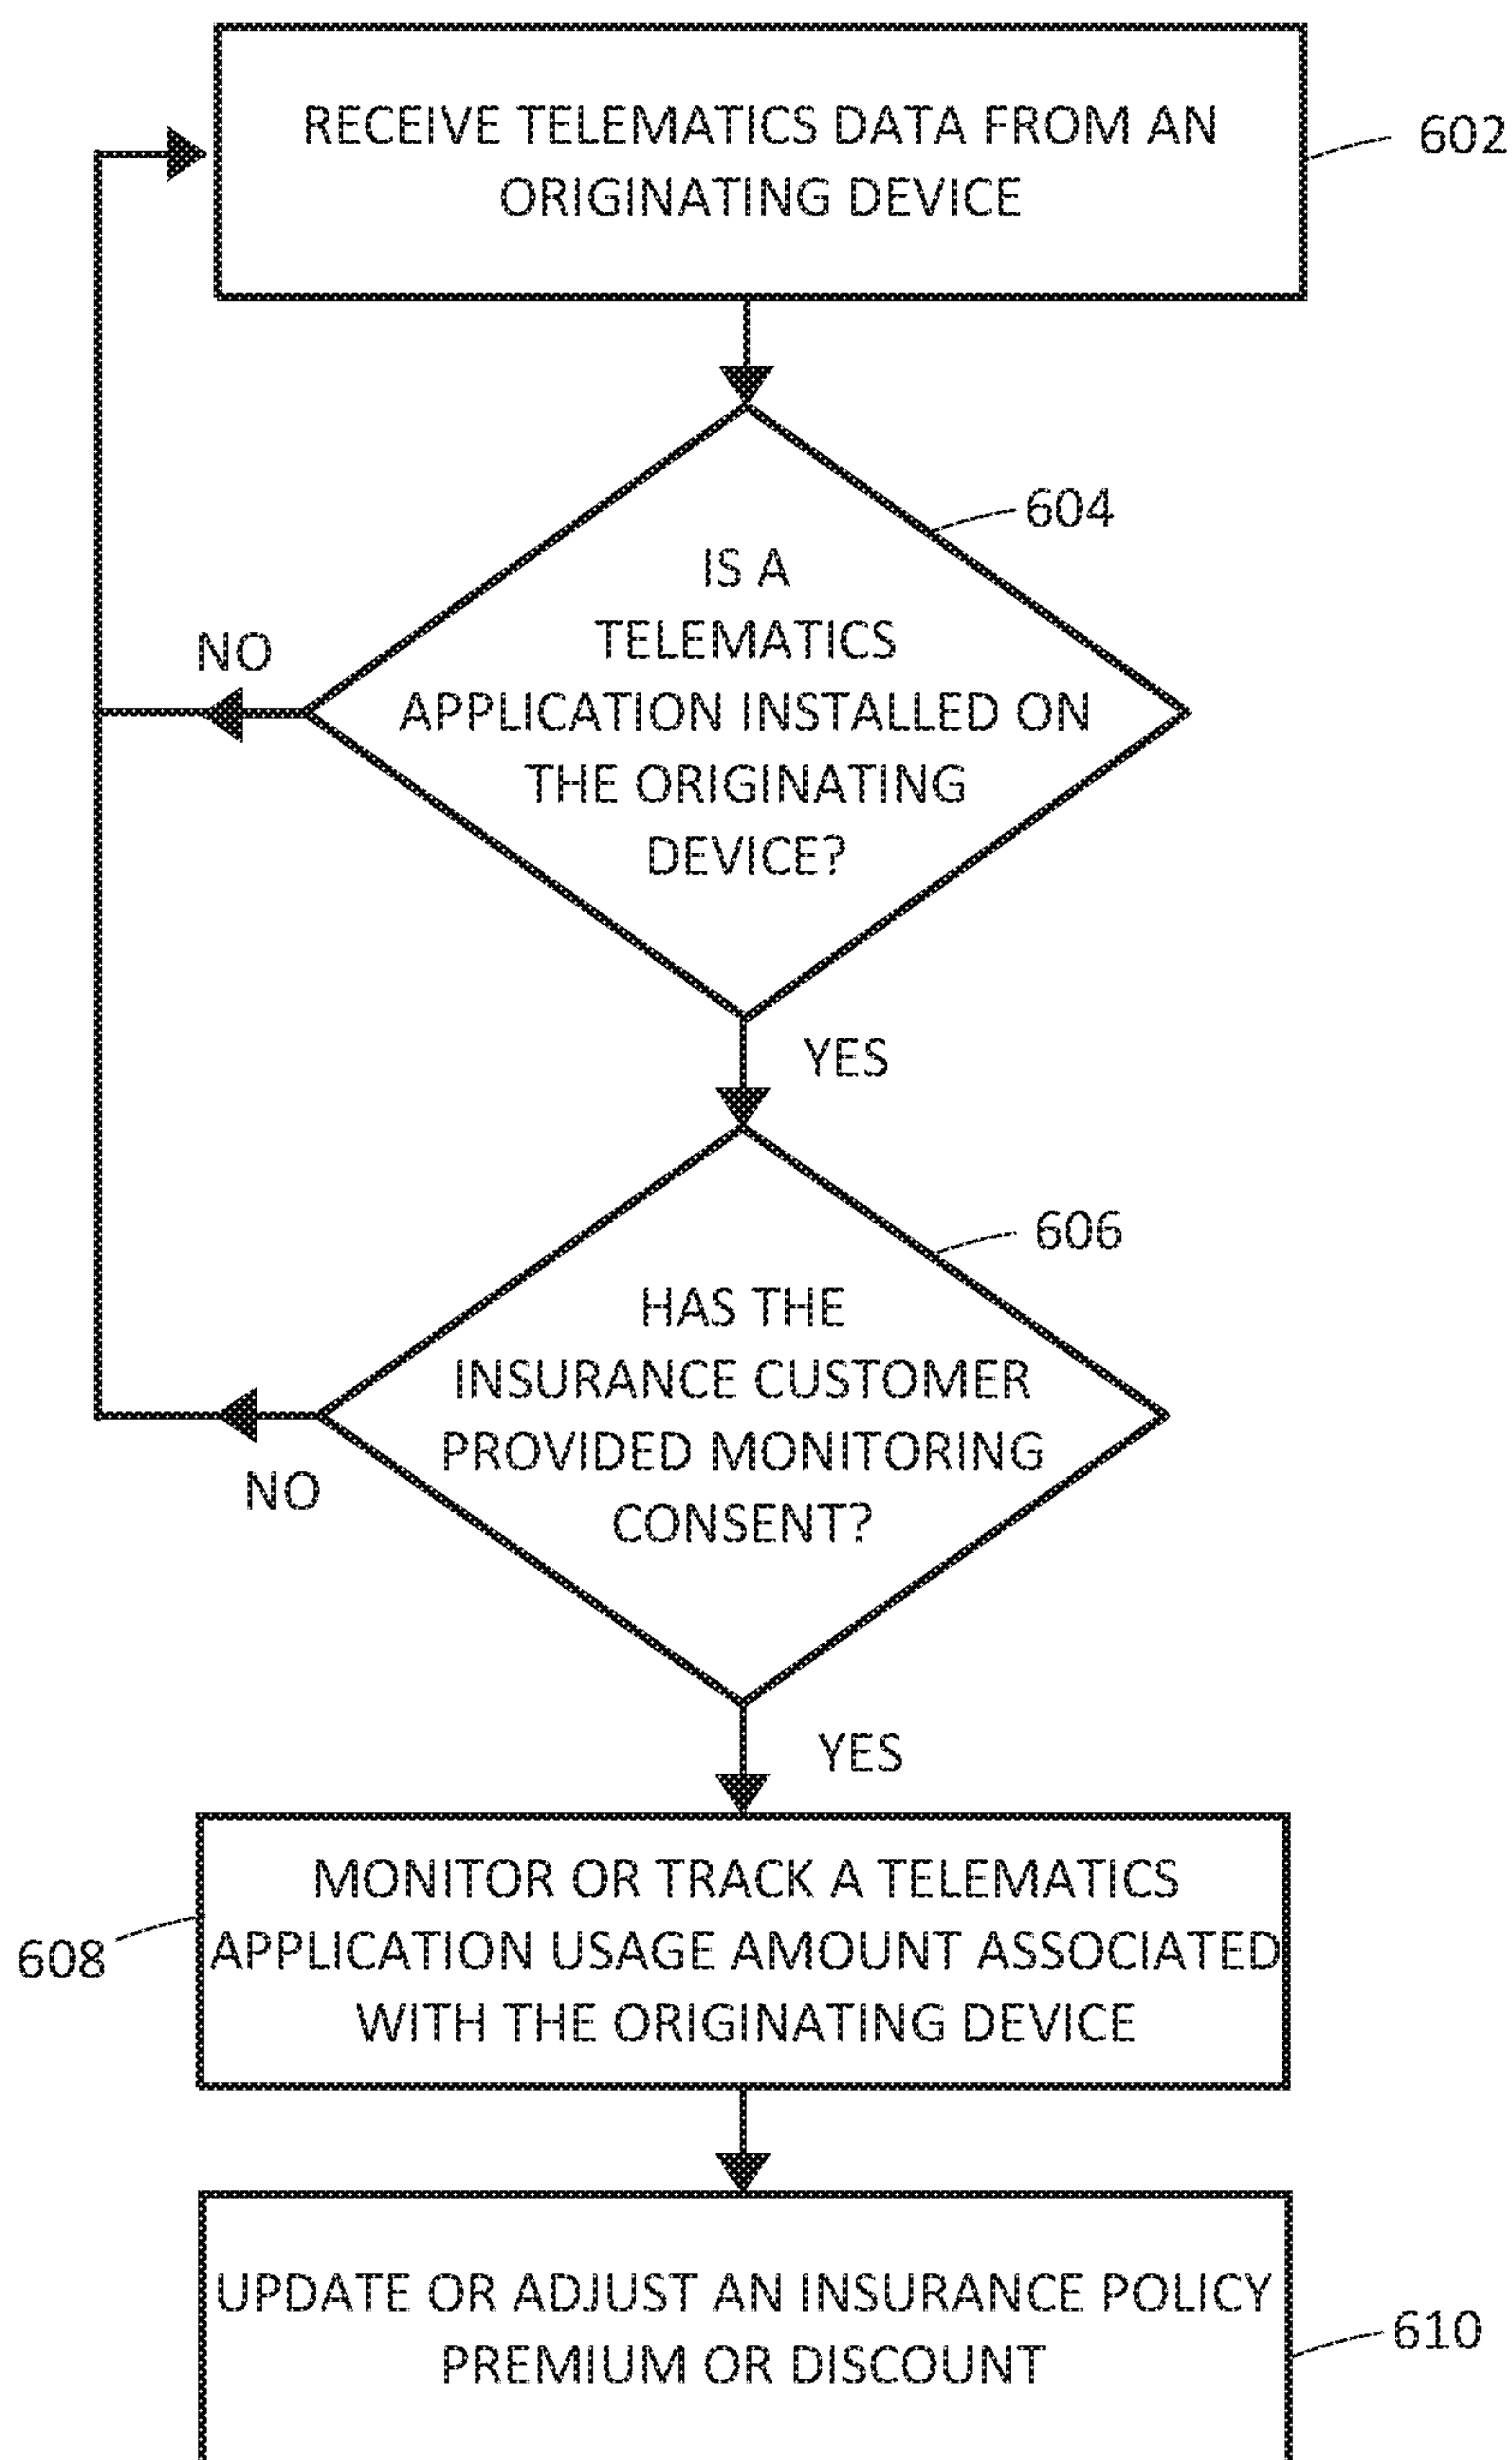 RECEIVE TELEMATICS DATA FROM AN
ORIGINATING DEVICE
602
604
IS A
TELEMATICS
APPLICATION INSTALLED ON
THE ORIGINATING
DEVICE?
NO
YES
606
HAS THE
INSURANCE CUSTOMER
PROVIDED MONITORING
CONSENT?
NO
YES
MONITOR OR TRACK A TELEMATICS
APPLICATION USAGE AMOUNT ASSOCIATED
WITH THE ORIGINATING DEVICE
608
UPDATE OR ADJUST AN INSURANCE POLICY
PREMIUM OR DISCOUNT
610